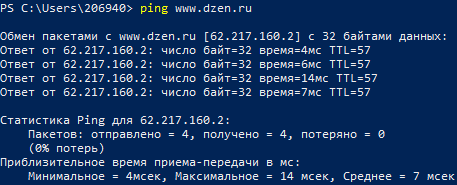 PS C:\Users\206940> ping www.dzen.ru
Обмен пакетами с www.dzen.ru [62.217.160.2] с 32 байтами данных:
Ответ от 62.217.160.2: число байт=32 время=4мс TTL=57
Ответ от 62.217.160.2: число байт=32 время=6мс TTL=57
Ответ от 62.217.160.2: число байт=32 время=14мс TTL=57
Ответ от 62.217.160.2: число байт=32 время=7мс TTL=57
Статистика Ping для 62.217.160.2:
Пакетов: отправлено = 4, получено = 4, потеряно = 0
(0% потерь)
Приблизительное время приема-передачи в мс:
Минимальное = 4мсек, Максимальное = 14 мсек, Среднее = 7 мсек